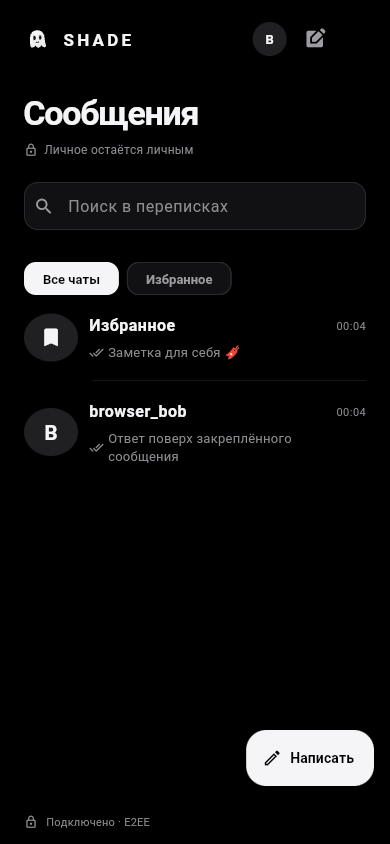 SHADE
B
Сообщения
Личное остаётся личным
Поиск в переписках
Все чаты
Избранное
Избранное
00:04
Заметка для себя 🧨
browser_bob
00:04
B
Ответ поверх закреплённого
сообщения
Написать
Подключено · E2EE